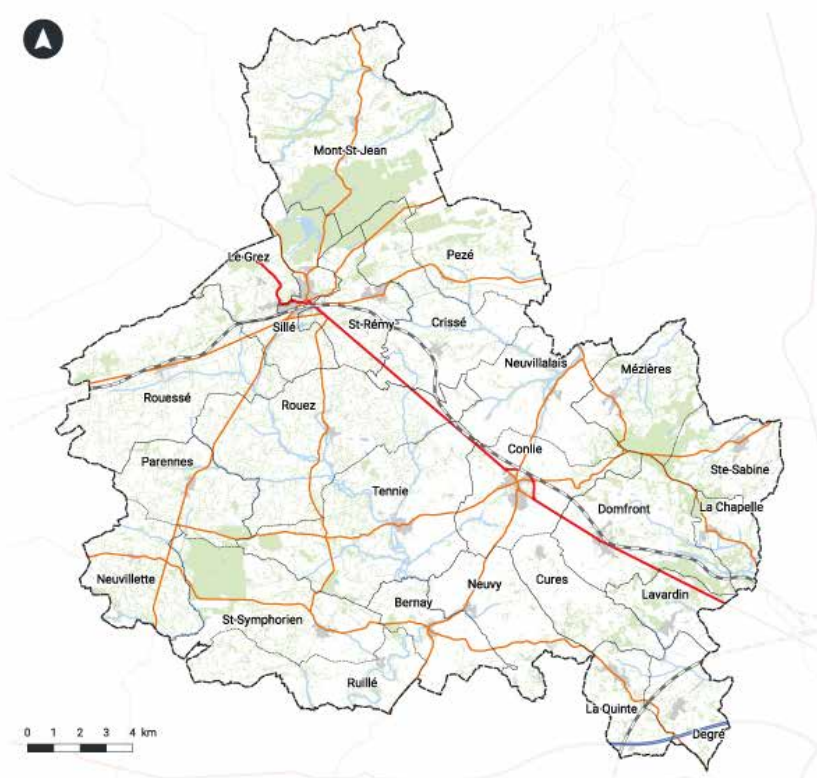 Mont-St-Jean
Le-Grez
Pezé
Sillé
St-Rémy
Crissé
Neuvillalais
Mézières
Rouessé
Rouez
Conlie
Parennes
Ste-Sabine
Tennie
La Chapelle
Domfront
Neuvillette
Neuvy
Cures
Bernay
Lavardin
St-Symphorien
Ruillé
La Quinte
Degré
0 1 2 3 4 km